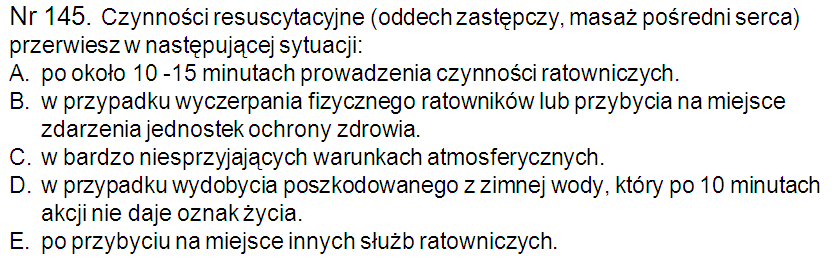 Nr 145. Czynności resuscytacyjne (oddech zastępczy, masaż pośredni serca)
przerwiesz w następującej sytuacji:
A. po około 10 -15 minutach prowadzenia czynności ratowniczych.
B. w przypadku wyczerpania fizycznego ratowników lub przybycia na miejsce
zdarzenia jednostek ochrony zdrowia.
C. w bardzo niesprzyjających warunkach atmosferycznych.
D. w przypadku wydobycia poszkodowanego z zimnej wody, który po 10 minutach
akcji nie daje oznak życia.
E. po przybyciu na miejsce innych służb ratowniczych.